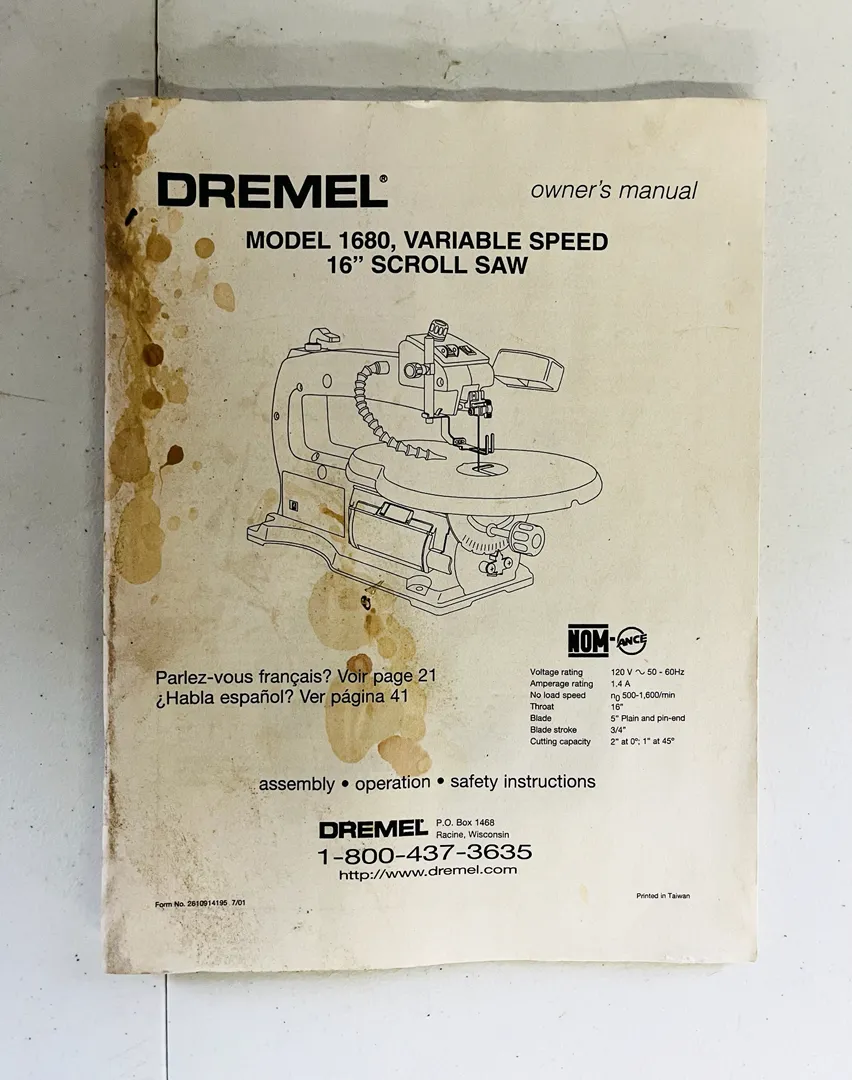 DREMEL®
owner's manual
MODEL 1680, VARIABLE SPEED
16” SCROLL SAW
NOM-ANCE
Parlez-vous français? Voir page 21
¿Habla español? Ver página 41
Voltage rating 120 V ∿ 50 - 60Hz
Amperage rating 1.4 A
No load speed n0 500-1,600/min
Throat 16"
Blade 5" Plain and pin-end
Blade stroke 3/4"
Cutting capacity 2" at 0º; 1" at 45º
assembly • operation • safety instructions
DREMEL P.O. Box 1468
Racine, Wisconsin
1-800-437-3635
http://www.dremel.com
Form No. 2610914195 7/01
Printed in Taiwan